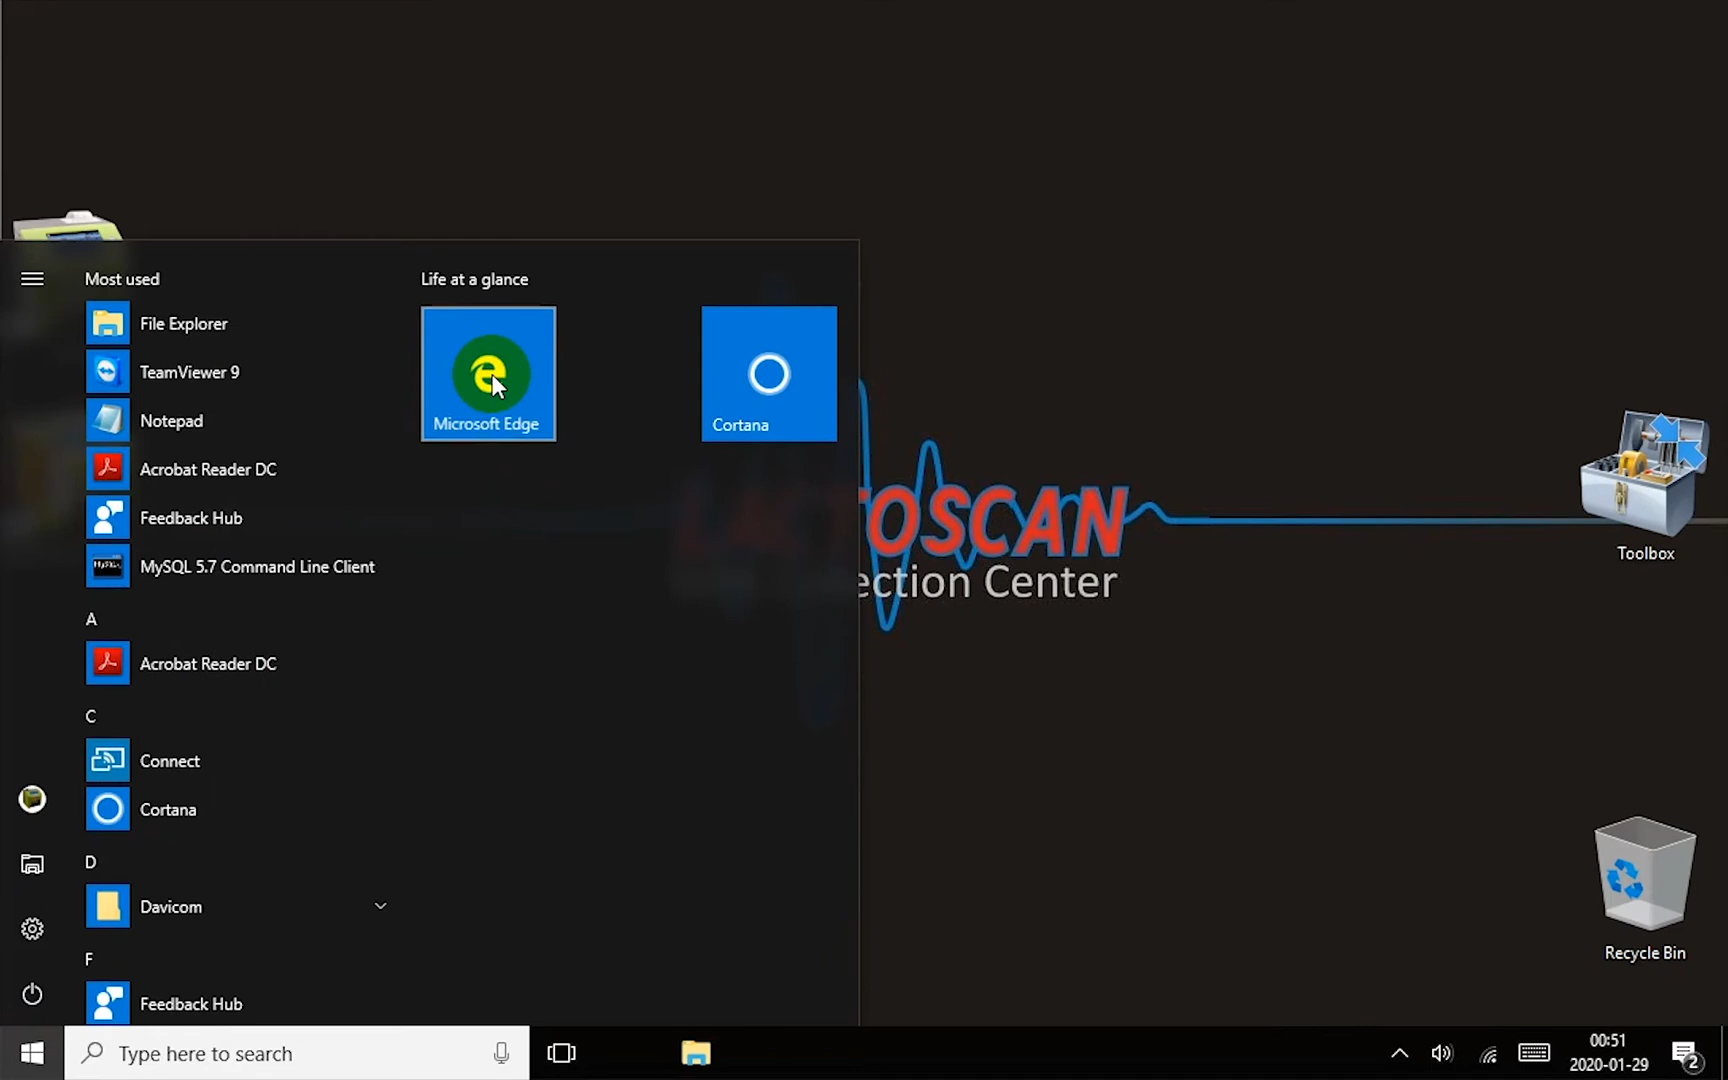 Most used
Life at a glance
File Explorer
TeamViewer 9
Notpad
Acrobat Reader DC
Feedback Hub
MySQL 5.7 Command Line Client
Microsoft Edge
Cortana
A
Acrobat Reader DC
C
Connect
Cortana
D
Davicom
F
Feedback Hub
LACTOSCAN
ection Center
Toolbox
Recycle Bin
Type here to search
00:51
2020-01-29
2